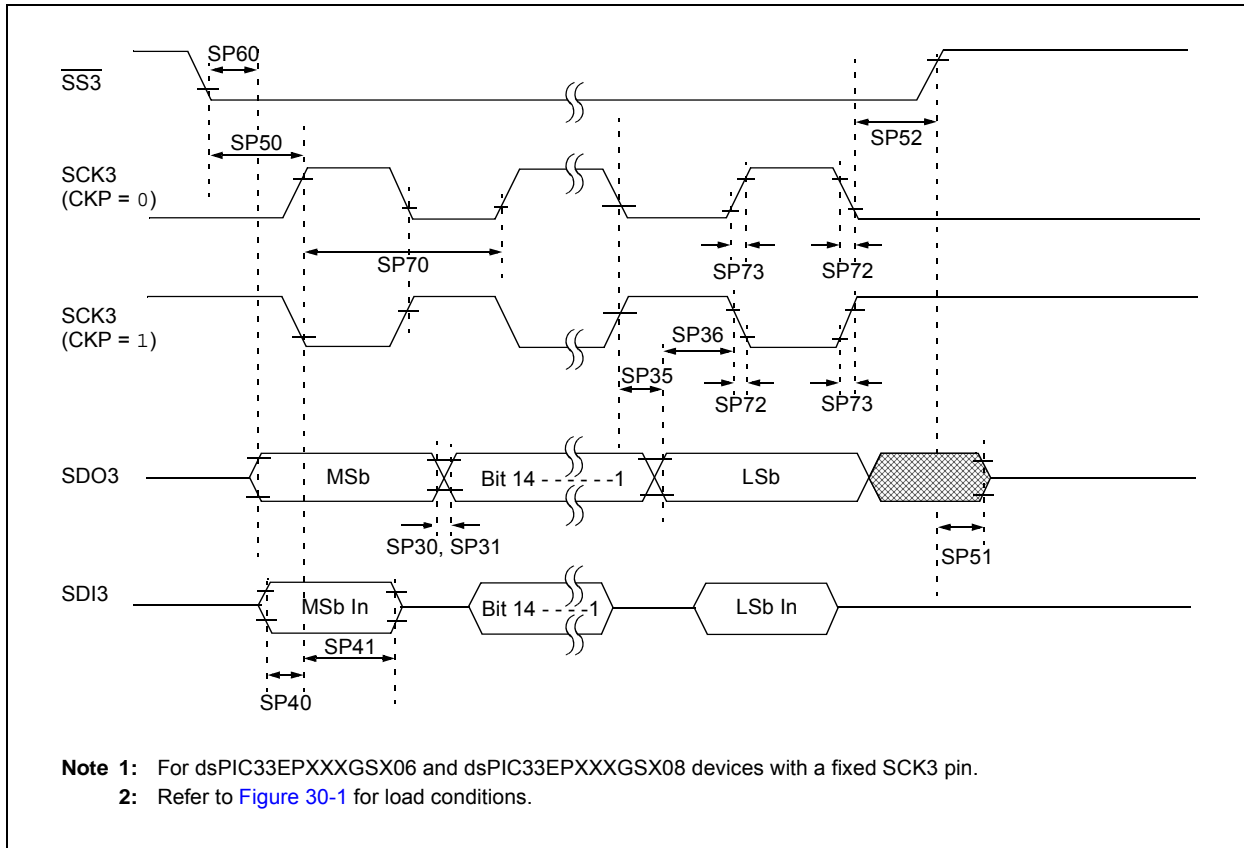 SP60
SS3
SP50
SP52
SCK3
(CKP = 0)
SP70
SP73
SP72
SCK3
(CKP = 1)
SP36
SP35
SP72
SP73
SDO3
MSb
Bit 14 - - - - - -1
LSb
SP30, SP31
SP51
SDI3
MSb In
Bit 14 - - - -1
LSb In
SP41
SP40
Note 1: For dsPIC33EPXXXGSX06 and dsPIC33EPXXXGSX08 devices with a fixed SCK3 pin.
2: Refer to Figure 30-1 for load conditions.